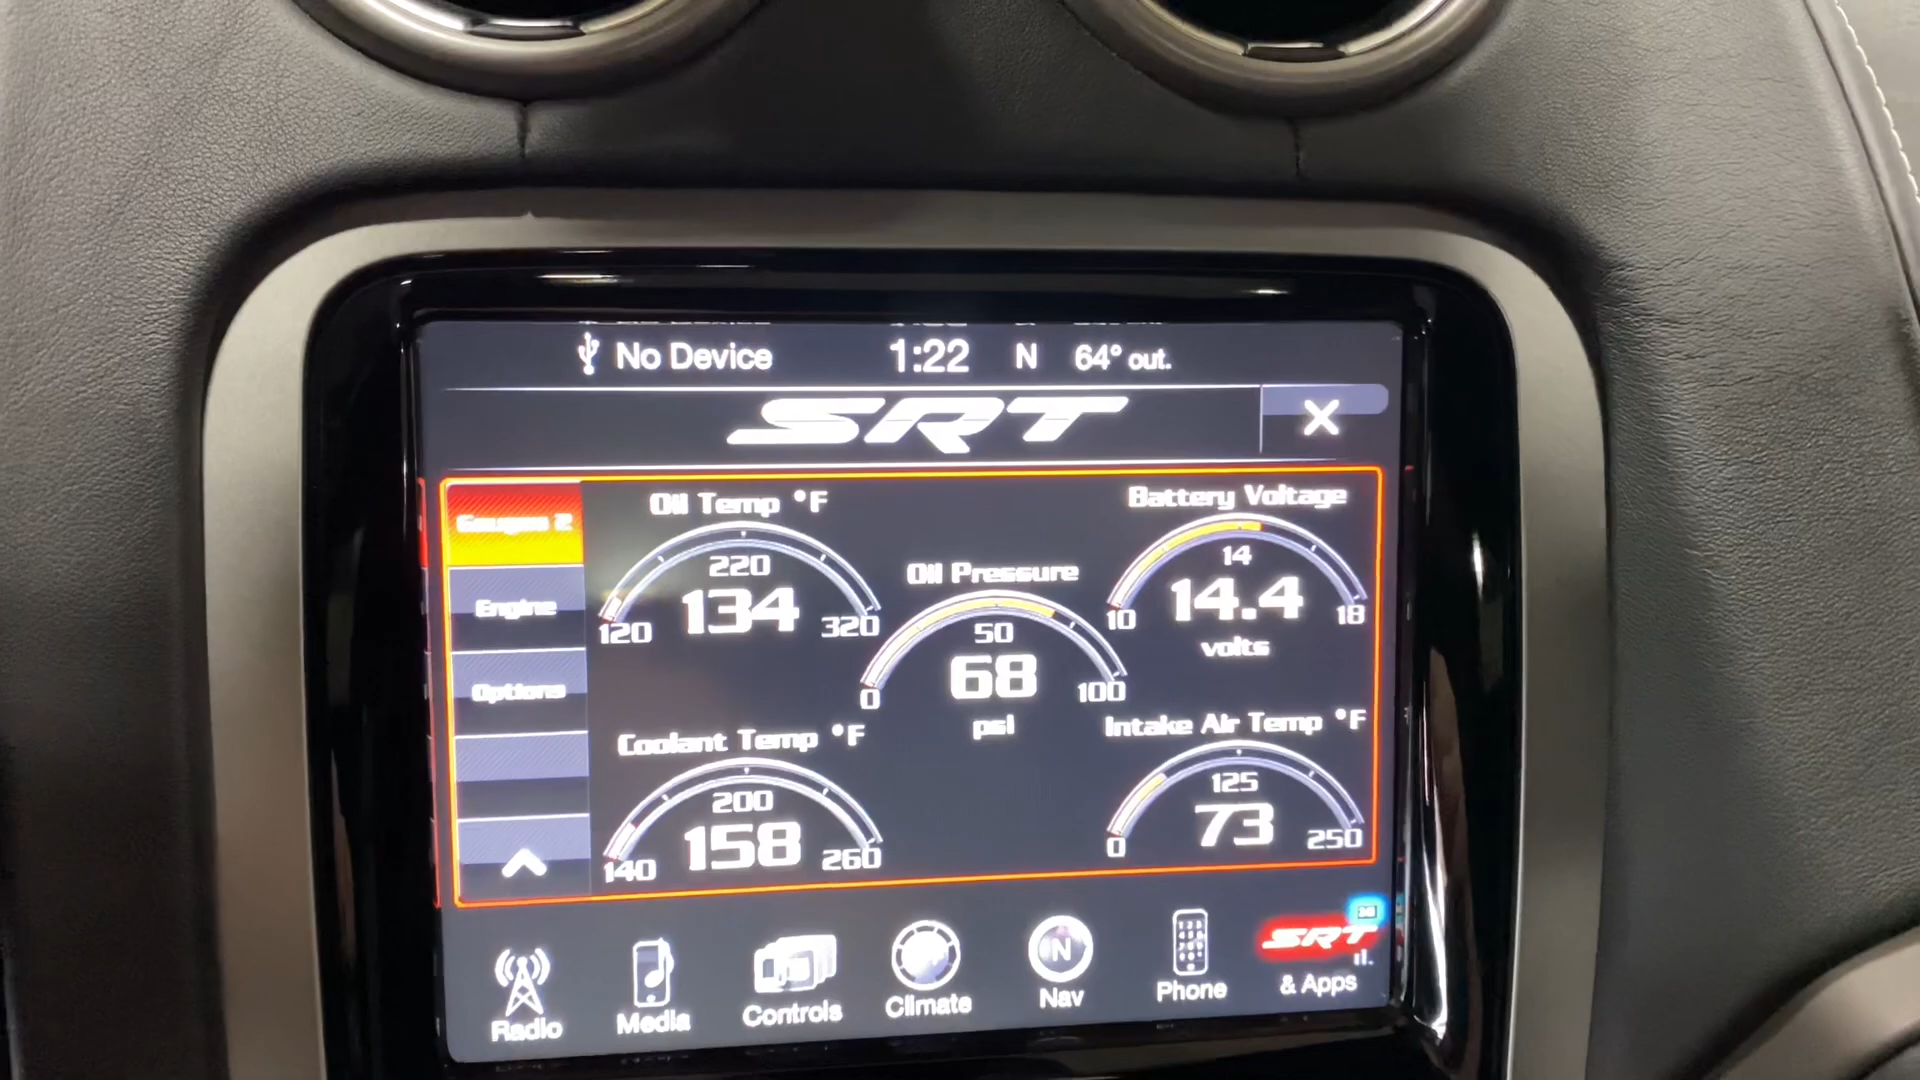 No Device 1:22 N 64° out.
SRT
X
Gauges 2
Engine
Options
Oil Temp °F
220
134
120 320
Oil Pressure
50
68
0 100
psi
Battery Voltage
14
14.4
10 18
volts
Coolant Temp °F
200
158
140 260
Intake Air Temp °F
125
73
0 250
Radio
Media
Controls
Climate
N
Nav
Phone
SRT
& Apps